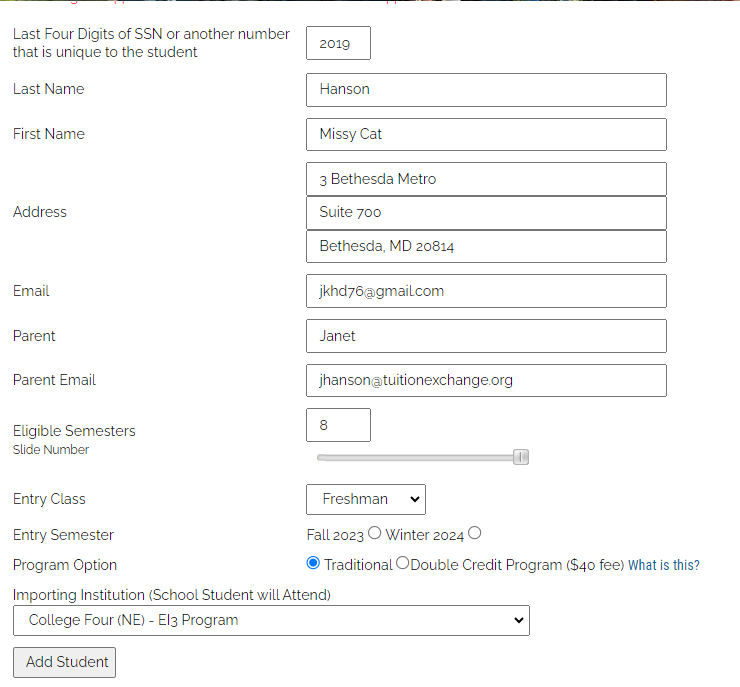 Last Four Digits of SSN or another number
that is unique to the student
2019
Last Name
Hanson
First Name
Missy Cat
3 Bethesda Metro
Address
Suite 700
Bethesda, MD 20814
Email
jkhd76@gmail.com
Parent
Janet
Parent Email
jhanson@tuitionexchange.org
8
Eligible Semesters
Slide Number
Entry Class
Freshman
Entry Semester
Fall 2023 Winter 2024
Program Option
Traditional Double Credit Program ($40 fee) What is this?
Importing Institution (School Student will Attend)
College Four (NE) - EI3 Program
Add Student